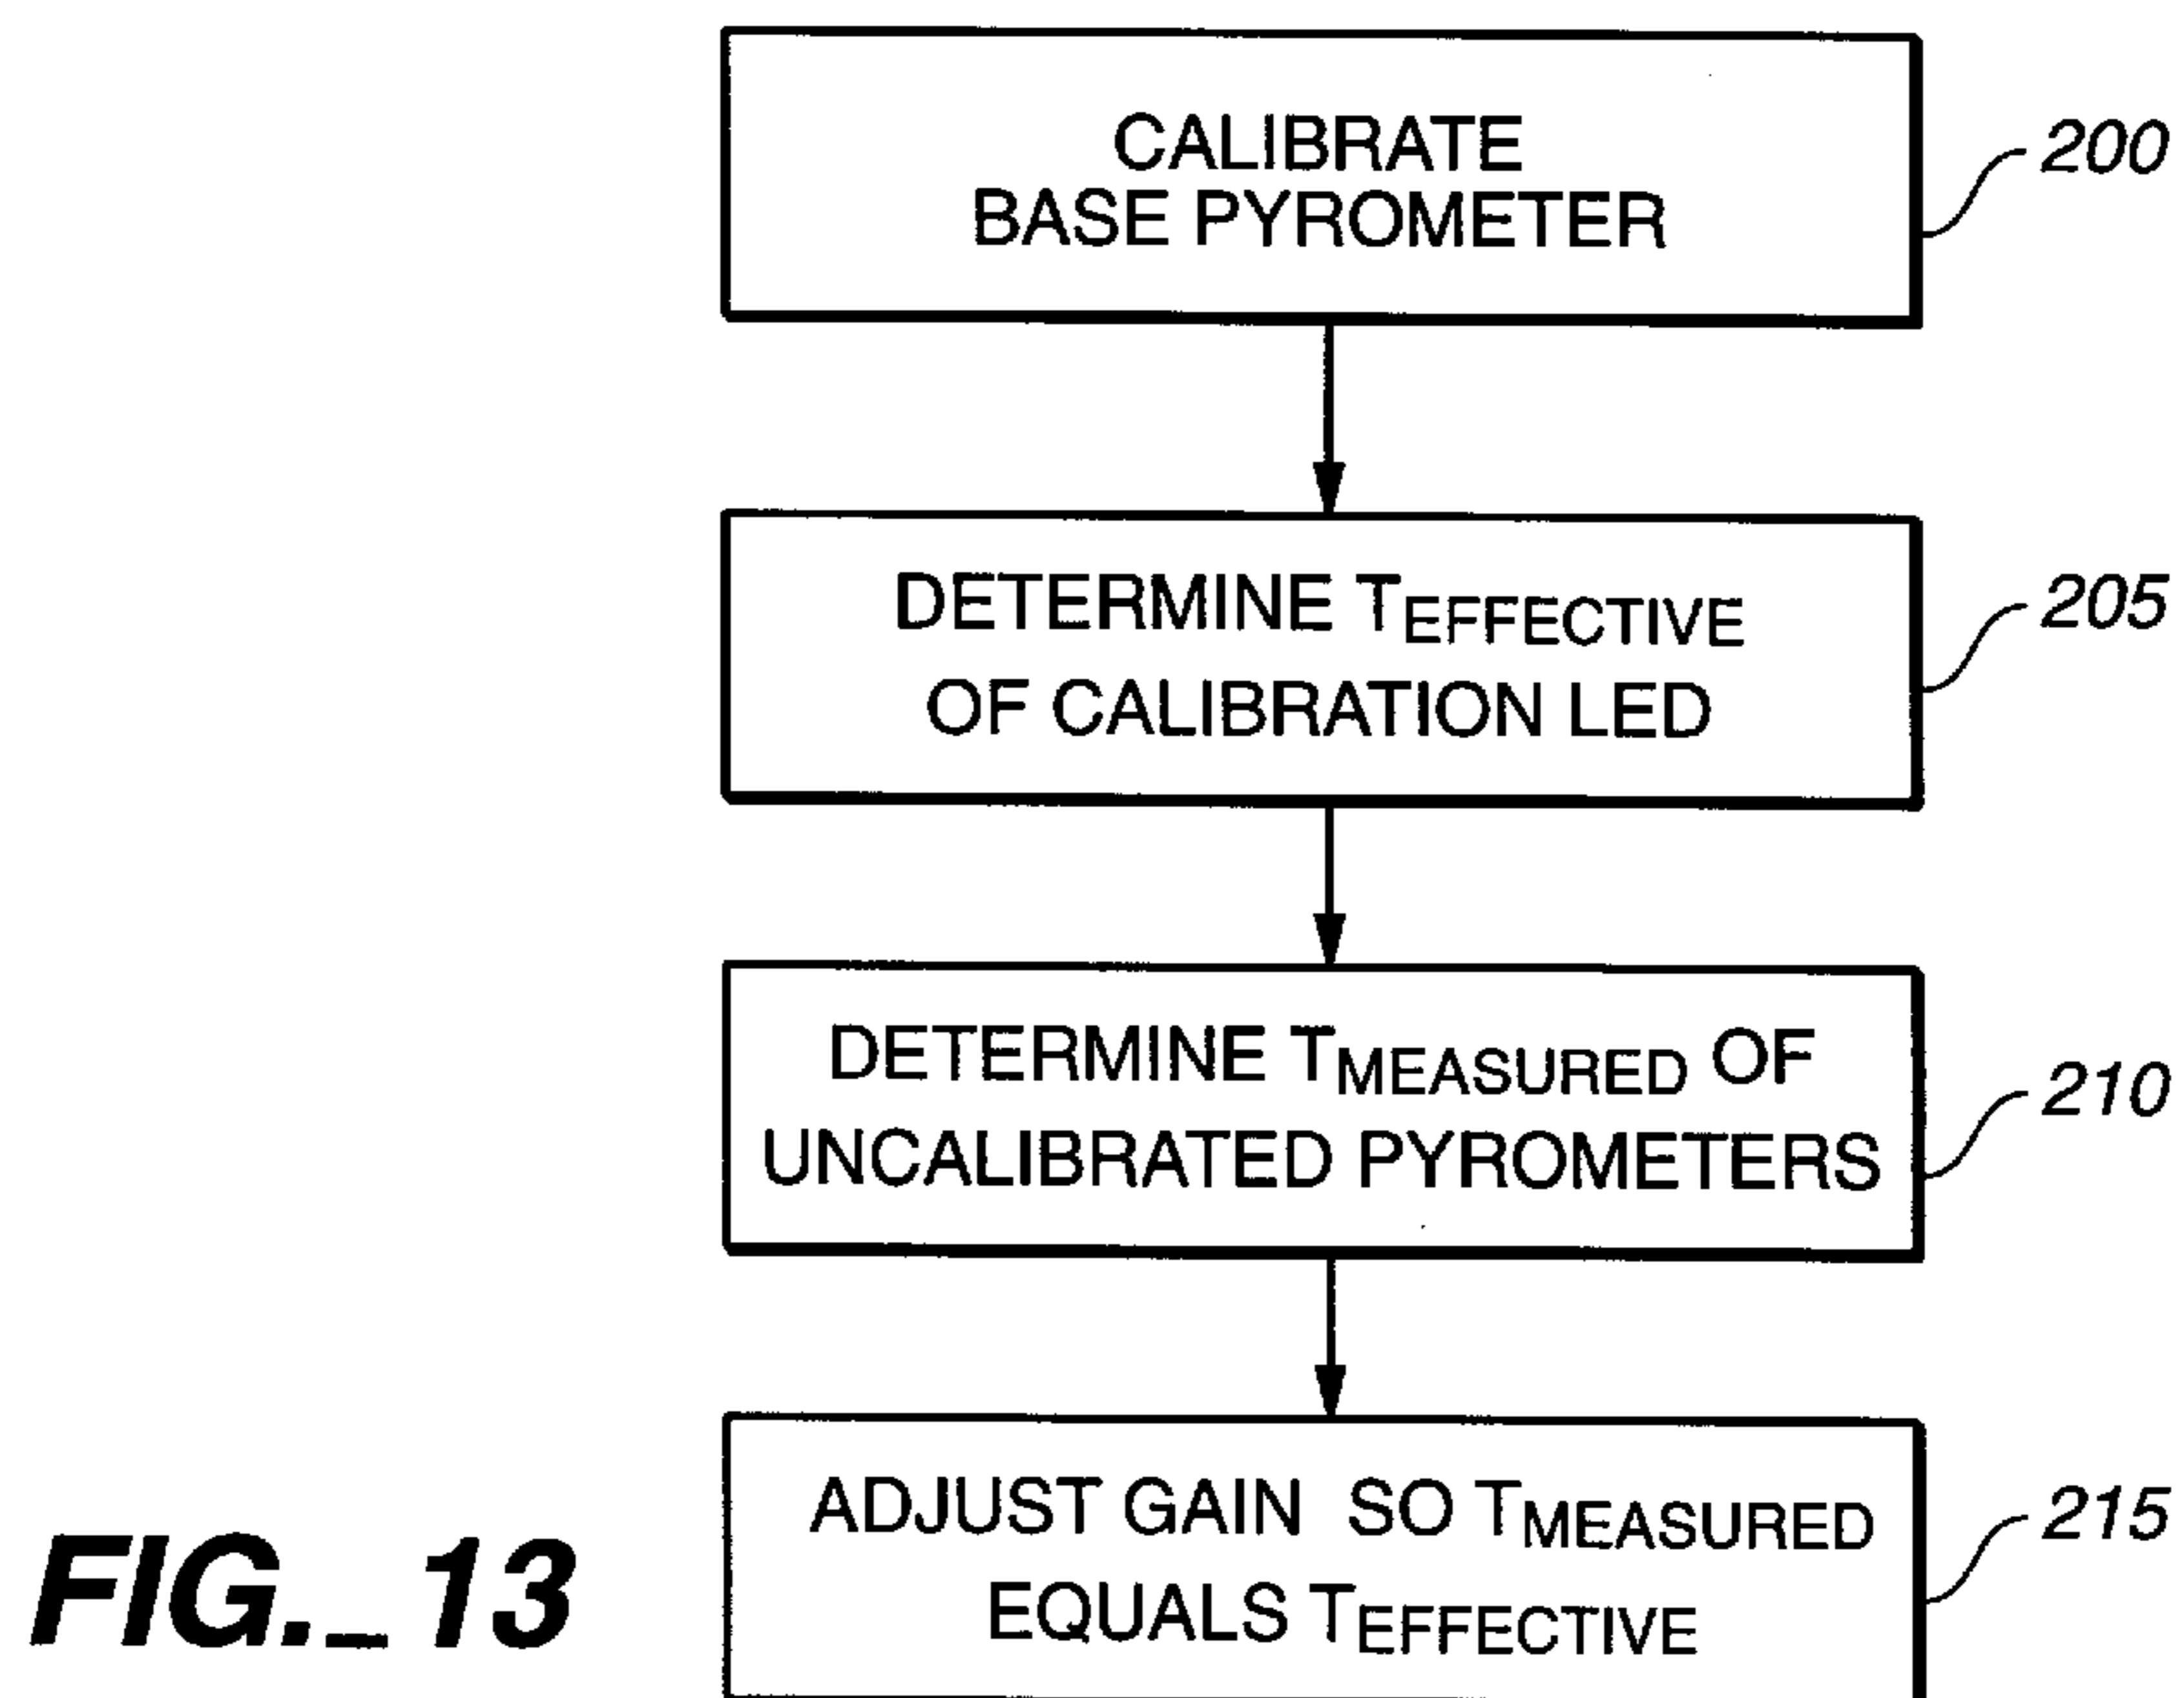 CALIBRATE
BASE PYROMETER
200
DETERMINE TEFFECTIVE
OF CALIBRATION LED
205
DETERMINE TMEASURED OF
UNCALIBRATED PYROMETERS
210
ADJUST GAIN SO TMEASURED
EQUALS TEFFECTIVE
215
FIG._13